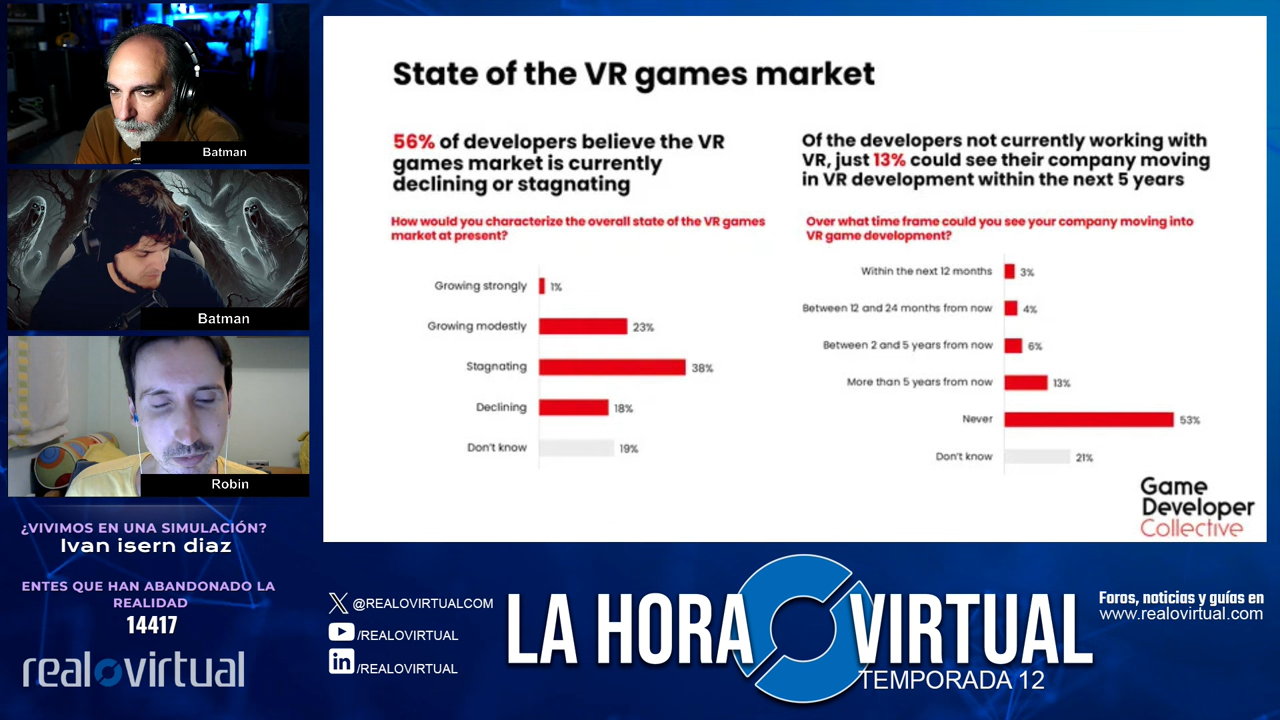 Batman
Batman
Robin
¿VIVIMOS EN UNA SIMULACIÓN?
Ivan isern diaz
ENTES QUE HAN ABANDONADO LA
REALIDAD
14417
realovirtual
State of the VR games market
56% of developers believe the VR
games market is currently
declining or stagnating
How would you characterize the overall state of the VR games
market at present?
Growing strongly 1%
Growing modestly 23%
Stagnating 38%
Declining 18%
Don't know 19%
Of the developers not currently working with
VR, just 13% could see their company moving
in VR development within the next 5 years
Over what time frame could you see your company moving into
VR game development?
Within the next 12 months 3%
Between 12 and 24 months from now 4%
Between 2 and 5 years from now 6%
More than 5 years from now 13%
Never 53%
Don't know 21%
Game
Developer
Collective
@REALOVIRTUALCOM
/REALOVIRTUAL
/REALOVIRTUAL
LA HORA VIRTUAL
TEMPORADA 12
Foros, noticias y guías en
www.realovirtual.com